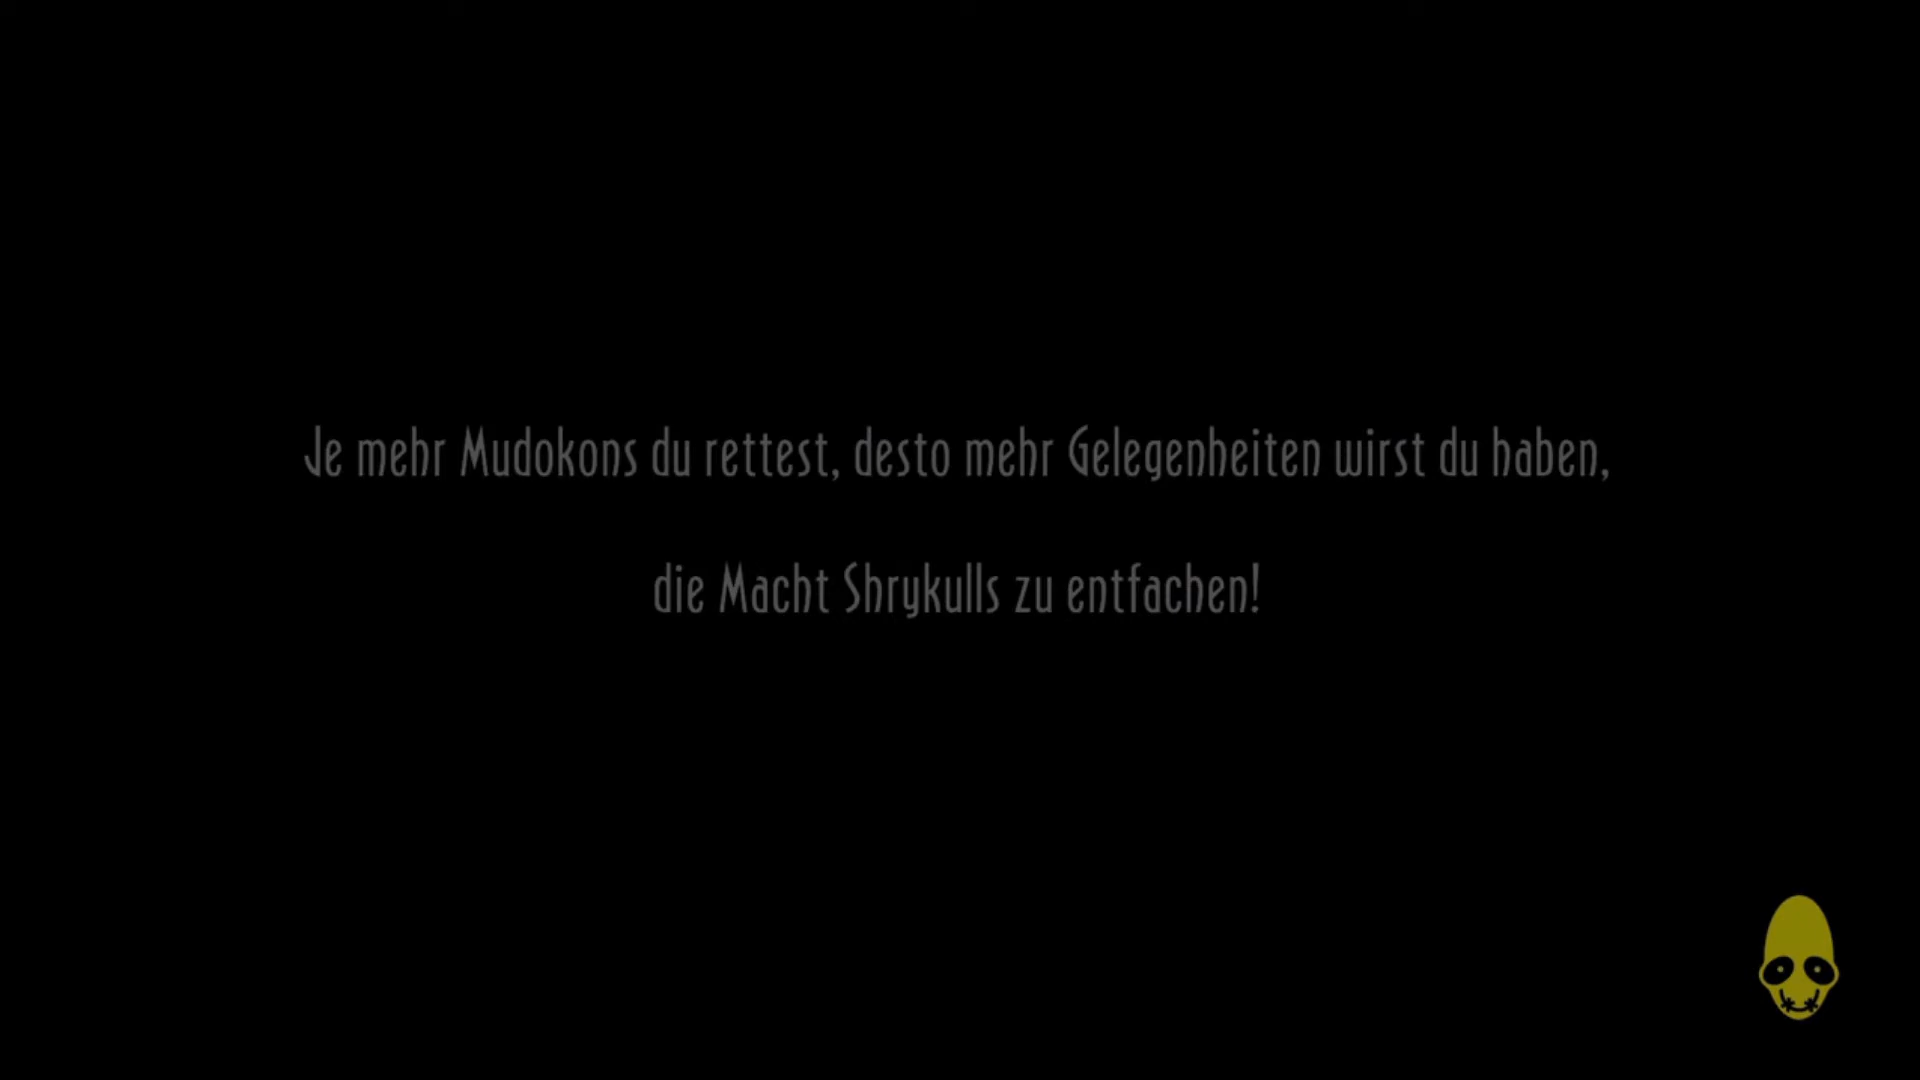 Je mehr Mudokons du rettest, desto mehr Gelegenheiten wirst du haben,
die Macht Shrykulls zu entfachen!